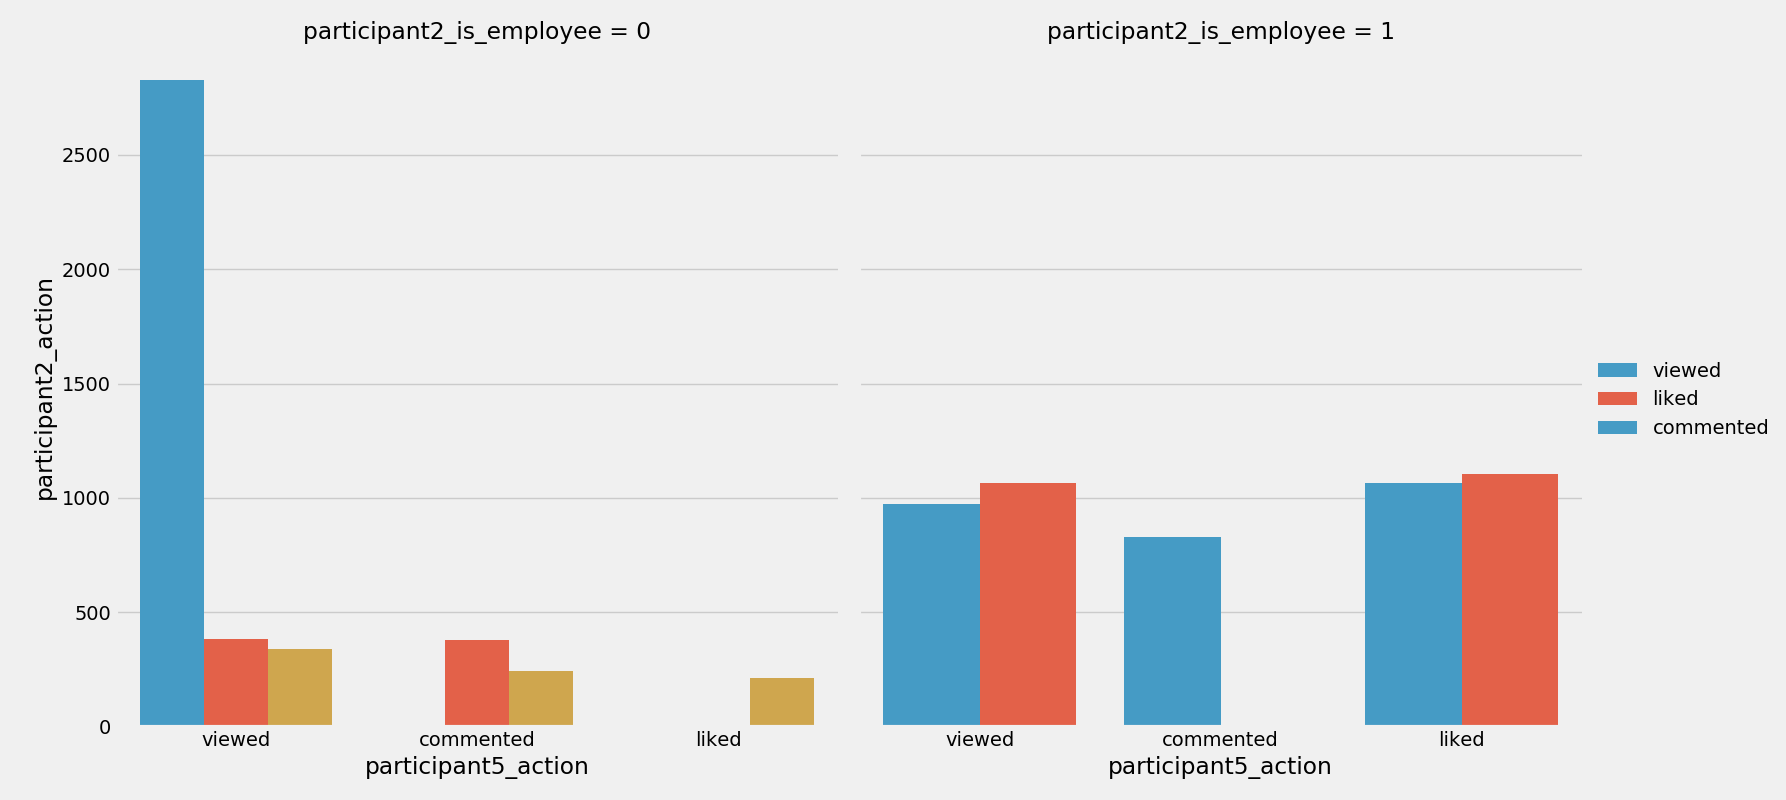 participant2_is_employee = 0
participant2_is_employee = 1
participant2_action
2500
2000
1500
1000
500
0
viewed
commented
liked
participant5_action
viewed
commented
liked
participant5_action
viewed
liked
commented